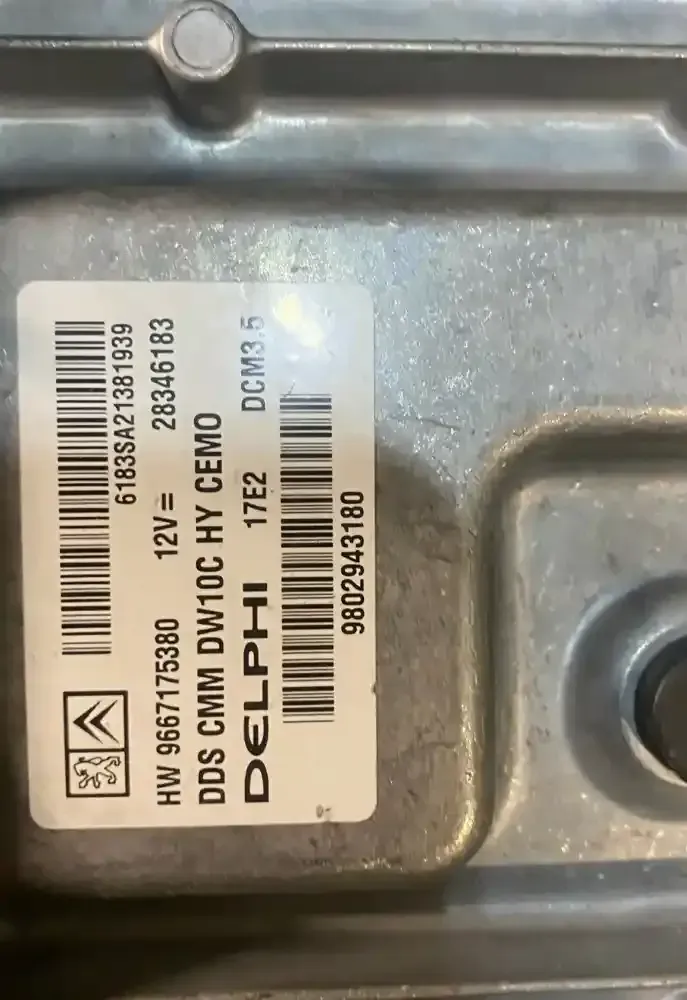 6183SA21381939
HW 9667175380 12V= 28346183
DDS CMM DW10C HY CEMO
DELPHI 17E2 DCM3.5
9802943180